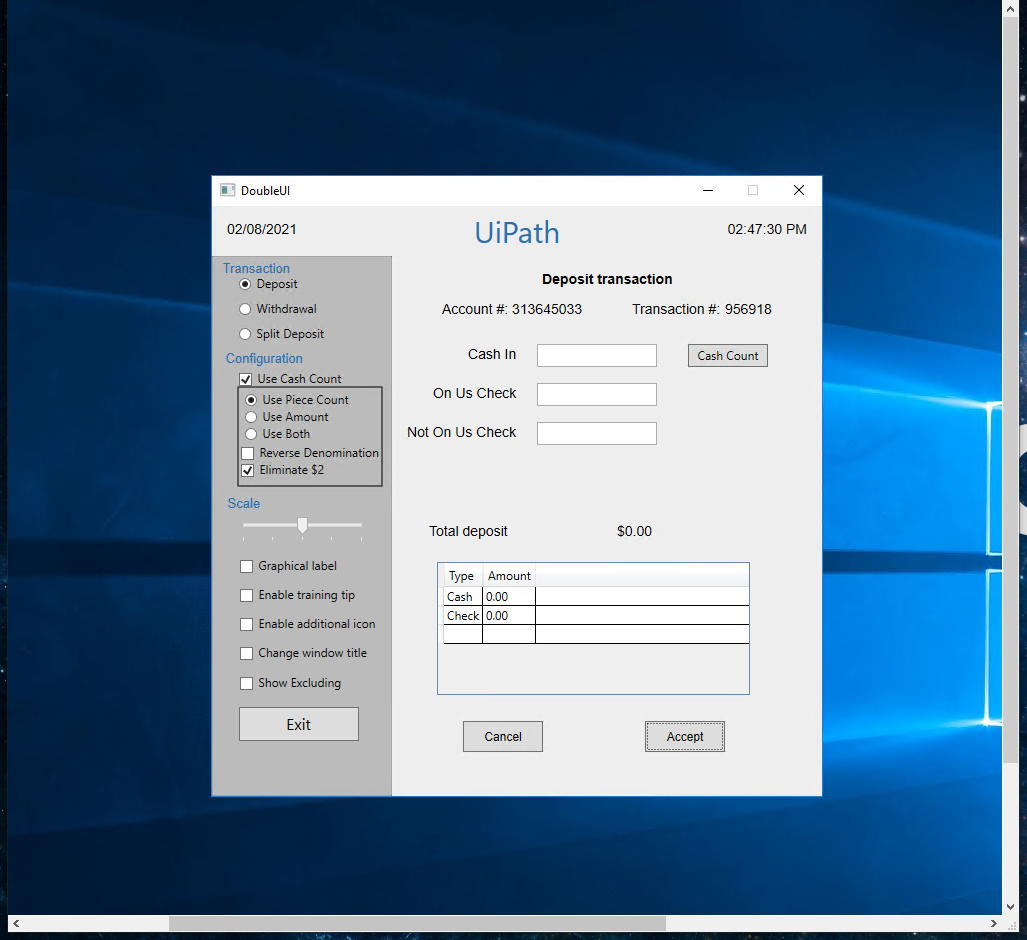 DoubleUI
02/08/2021
UiPath
02:47:30 PM
Transaction
Deposit
Withdrawal
Split Deposit
Configuration
Use Cash Count
Use Piece Count
Use Amount
Use Both
Reverse Denomination
Eliminate $2
Scale
Graphical label
Enable training tip
Enable additional icon
Change window title
Show Excluding
Exit
Deposit transaction
Account #: 313645033 Transaction #: 956918
Cash In Cash Count
On Us Check
Not On Us Check
Total deposit $0.00
Type Amount
Cash 0.00
Check 0.00
Cancel Accept